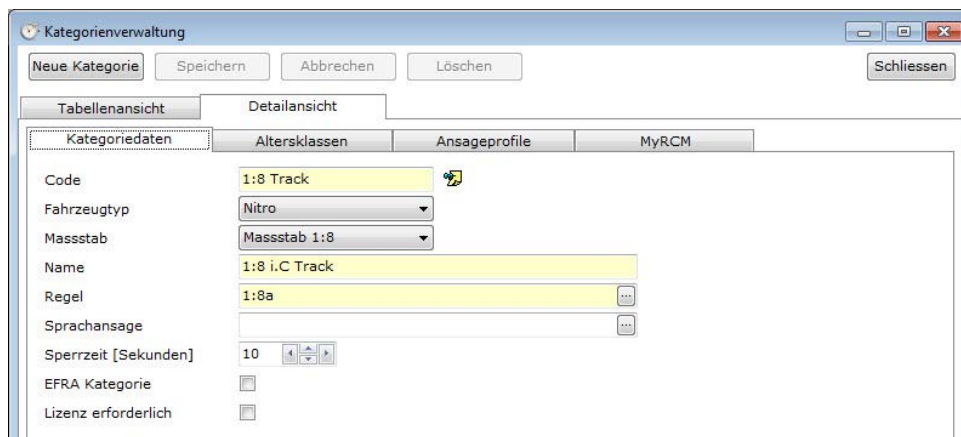 Kategorienverwaltung
Neue Kategorie Speichern Abbrechen Löschen Schliessen
Tabellenansicht Detailansicht
Kategoriedaten Altersklassen Ansageprofile MyRCM
Code 1:8 Track
Fahrzeugtyp Nitro
Massstab Massstab 1:8
Name 1:8 i.C Track
Regel 1:8a ...
Sprachansage ...
Sperrzeit [Sekunden] 10
EFRA Kategorie
Lizenz erforderlich